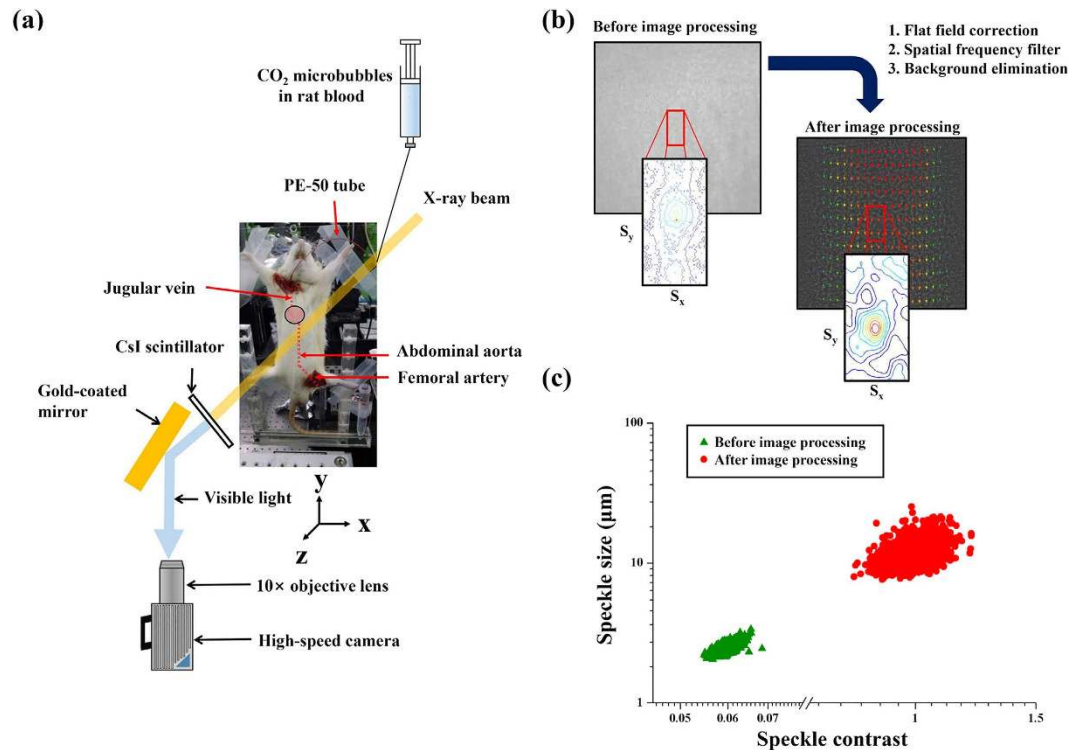 (a)
CO₂ microbubbles
in rat blood
PE-50 tube
X-ray beam
Jugular vein
CsI scintillator
Gold-coated
mirror
Abdominal aorta
Femoral artery
Visible light
y
x
z
10× objective lens
High-speed camera
(b)
Before image processing
1. Flat field correction
2. Spatial frequency filter
3. Background elimination
After image processing
Sy
Sx
Sy
Sx
(c)
100
10
1
Speckle size (μm)
Before image processing
After image processing
0.05
0.06
0.07
1
1.5
Speckle contrast